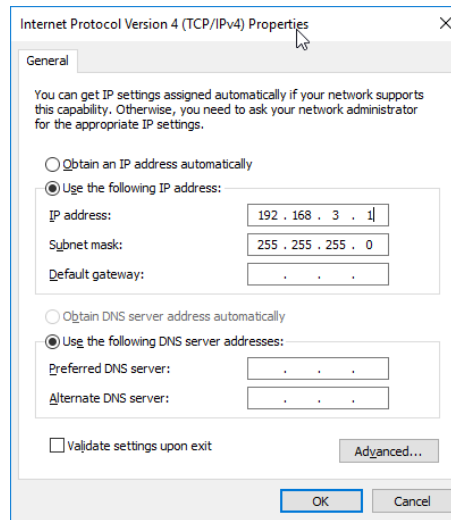 Internet Protocol Version 4 (TCP/IPv4) Properties
General
You can get IP settings assigned automatically if your network supports
this capability. Otherwise, you need to ask your network administrator
for the appropriate IP settings.
Obtain an IP address automatically
Use the following IP address:
IP address: 192 . 168 . 3 . 1
Subnet mask: 255 . 255 . 255 . 0
Default gateway: . . .
Obtain DNS server address automatically
Use the following DNS server addresses:
Preferred DNS server: . . .
Alternate DNS server: . . .
Validate settings upon exit
Advanced...
OK Cancel